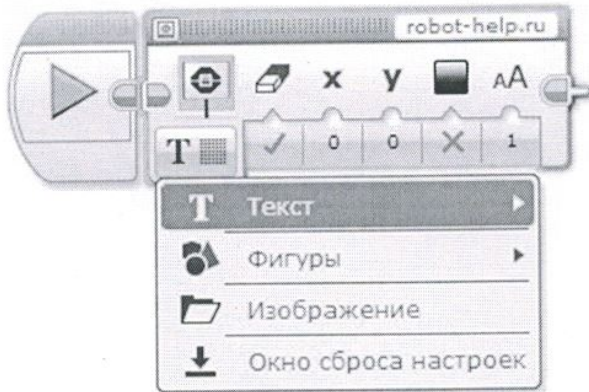 robot-help.ru
x y AA
T 0 0 1
T Текст
Фигуры
Изображение
Окно сброса настроек